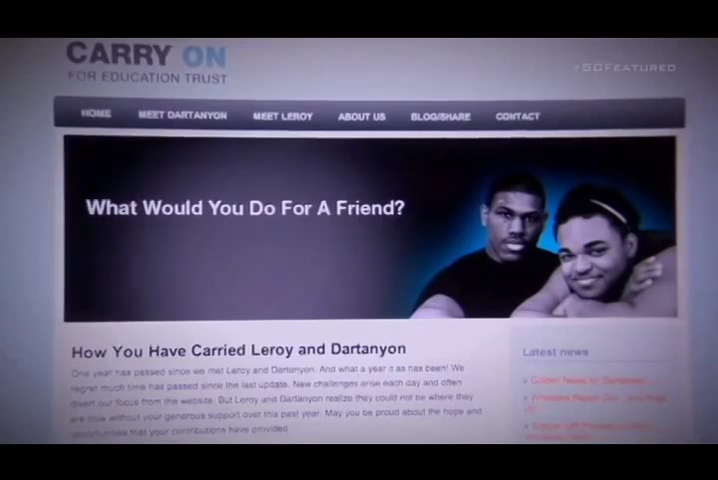 CARRY ON
FOR EDUCATION TRUST
#SCFEATURED
HOME MEET DARTANYON MEET LEROY ABOUT US BLOG/SHARE CONTACT
What Would You Do For A Friend?
How You Have Carried Leroy and Dartanyon
One year has passed since we met Leroy and Dartanyon. And what a year it as has been! We
regret much time has passed since the last update. New challenges arise each day and often
divert our focus from the website. But Leroy and Dartanyon realize they could not be where they
are now without your generous support over this past year. May you be proud about the hope and
opportunities that your contributions have provided.
Latest news